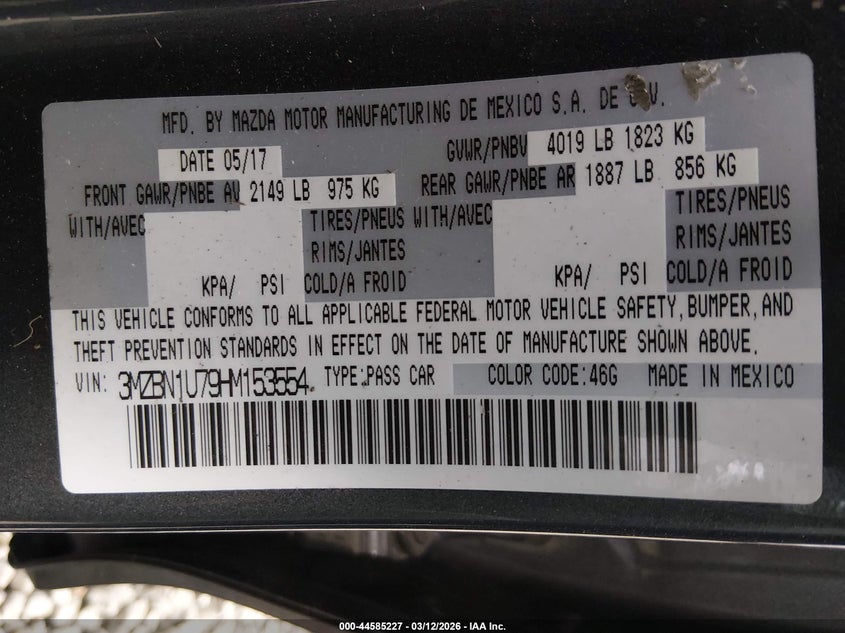 MFD. BY MAZDA MOTOR MANUFACTURING DE MEXICO S.A. DE C.V.
DATE 05/17 GVWR/PNBV 4019 LB 1823 KG
FRONT GAWR/PNBE AV 2149 LB 975 KG REAR GAWR/PNBE AR 1887 LB 856 KG
WITH/AVEC TIRES/PNEUS WITH/AVEC TIRES/PNEUS
RIMS/JANTES RIMS/JANTES
KPA/ PSI COLD/A FROID KPA/ PSI COLD/A FROID
THIS VEHICLE CONFORMS TO ALL APPLICABLE FEDERAL MOTOR VEHICLE SAFETY, BUMPER, AND
THEFT PREVENTION STANDARDS IN EFFECT ON THE DATE OF MANUFACTURE SHOWN ABOVE.
VIN: 3MZBN1U79HM153554 TYPE:PASS CAR COLOR CODE:46G MADE IN MEXICO
000-44585227 - 03/12/2026 - IAA Inc.